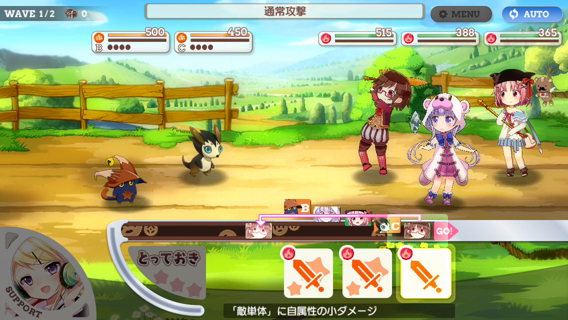 WAVE 1/2
0
通常攻撃
MENU
AUTO
500
B
450
C
515
388
365
B
C
GO!
とっておき
SUPPORT
「敵単体」に自属性の小ダメージ